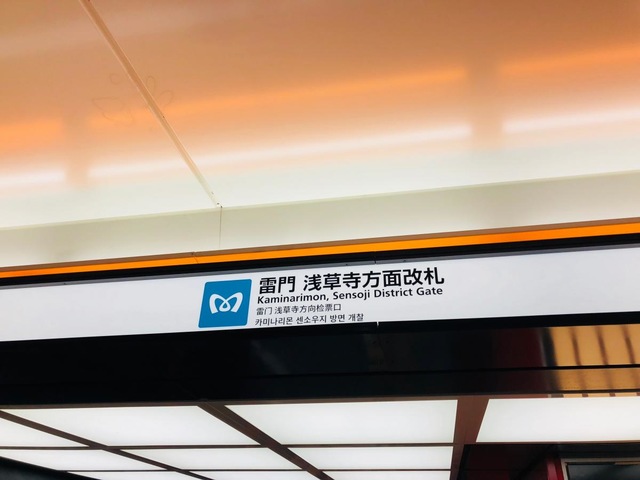 雷門 浅草寺方面改札
Kaminarimon, Sensoji District Gate
雷门 浅草寺方向检票口
카미나리몬 센소우지 방면 개찰